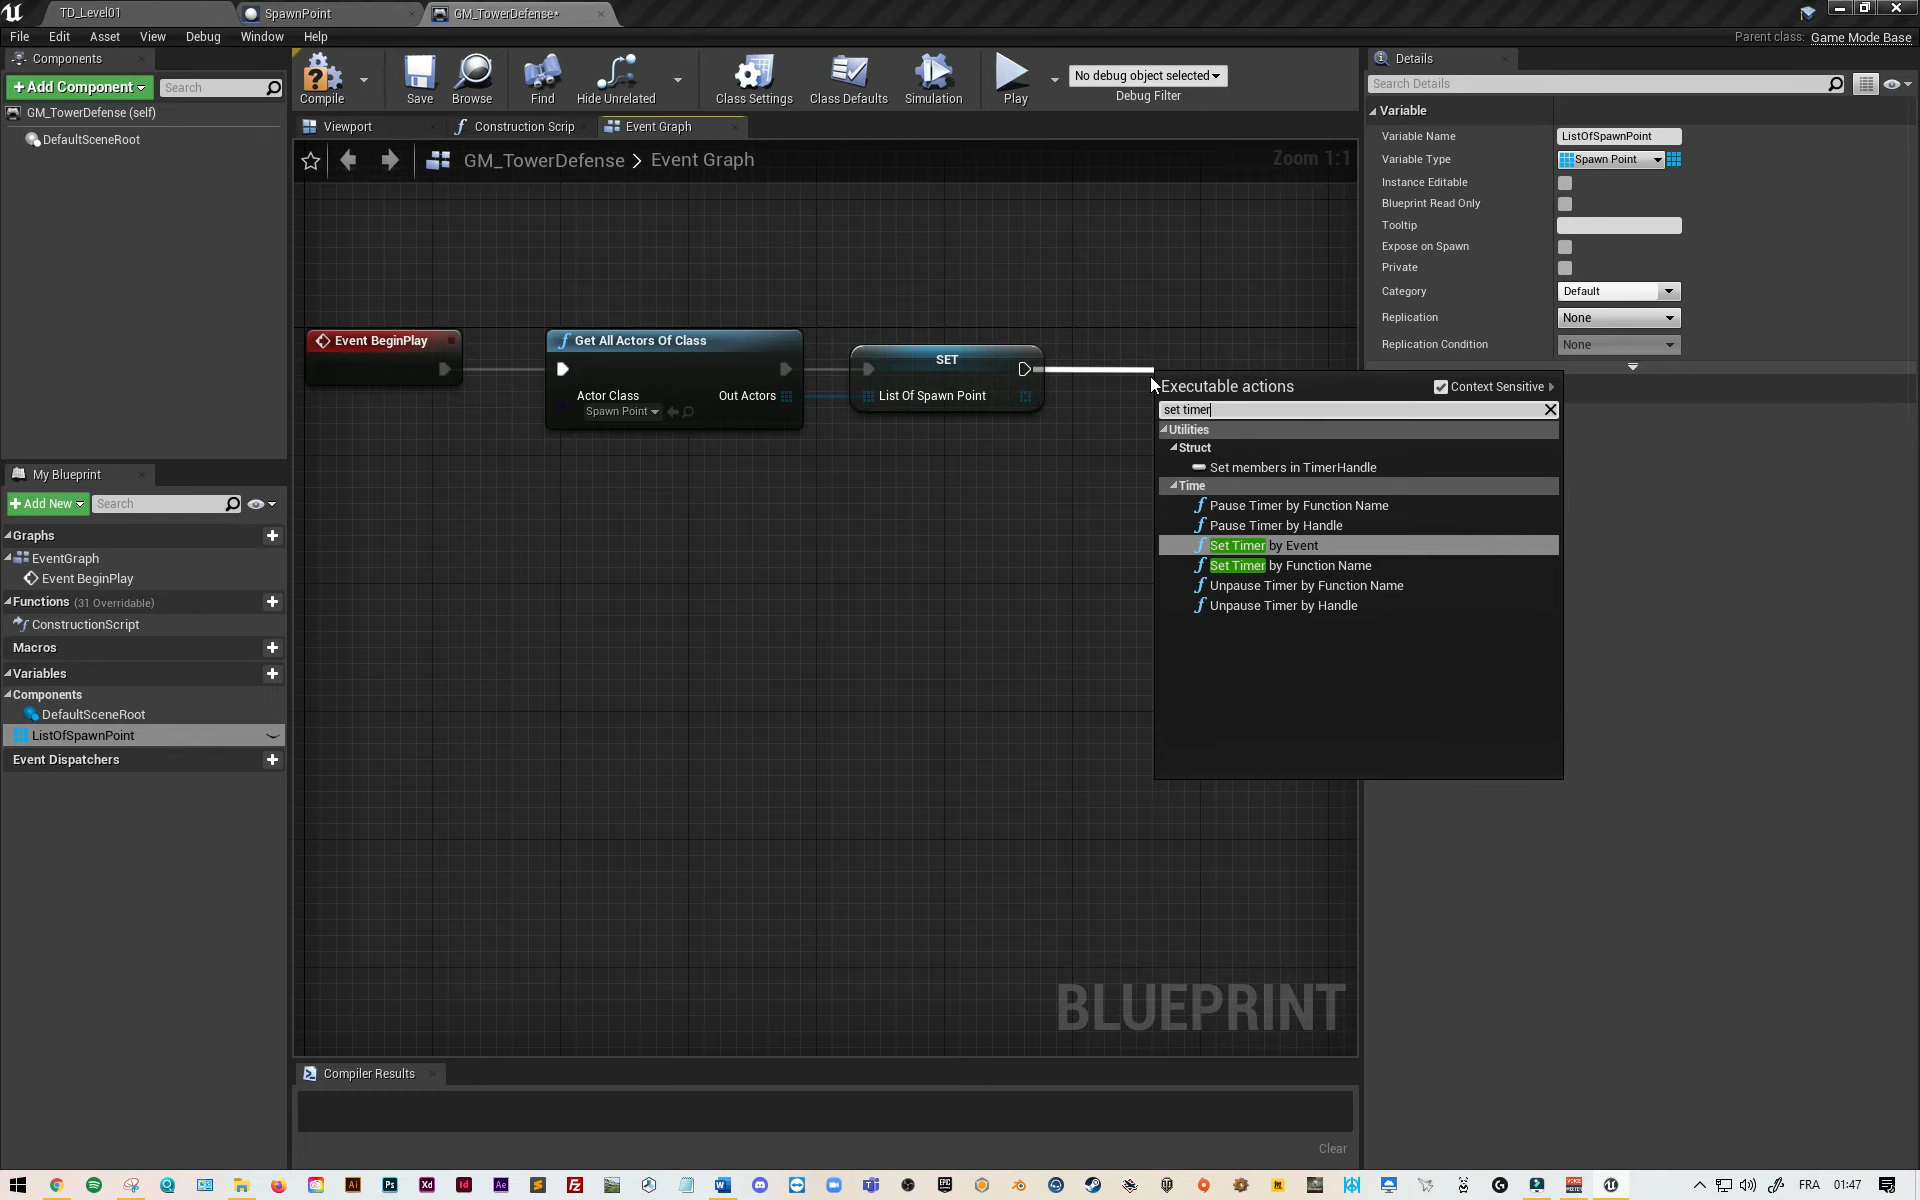 TD_Level01
SpawnPoint
GM_TowerDefense*
File Edit Asset View Debug Window Help
Parent class: Game Mode Base
Components
+Add Component
Search
GM_TowerDefense (self)
DefaultSceneRoot
Compile
Save
Browse
Find
Hide Unrelated
Class Settings
Class Defaults
Simulation
Play
No debug object selected
Debug Filter
Viewport
Construction Scrip
Event Graph
GM_TowerDefense > Event Graph
Zoom 1:1
Event BeginPlay
Get All Actors Of Class
Actor Class
Spawn Point
Out Actors
SET
List Of Spawn Point
Executable actions
Context Sensitive
set timer
Utilities
Struct
Set members in TimerHandle
Time
Pause Timer by Function Name
Pause Timer by Handle
Set Timer by Event
Set Timer by Function Name
Unpause Timer by Function Name
Unpause Timer by Handle
BLUEPRINT
My Blueprint
+Add New
Search
Graphs
EventGraph
Event BeginPlay
Functions (31 Overridable)
ConstructionScript
Macros
Variables
Components
DefaultSceneRoot
ListOfSpawnPoint
Event Dispatchers
Compiler Results
Clear
Details
Search Details
Variable
Variable Name ListOfSpawnPoint
Variable Type Spawn Point
Instance Editable
Blueprint Read Only
Tooltip
Expose on Spawn
Private
Category Default
Replication None
Replication Condition None
Ai Ps Xd Id Ae
FRA 01:47